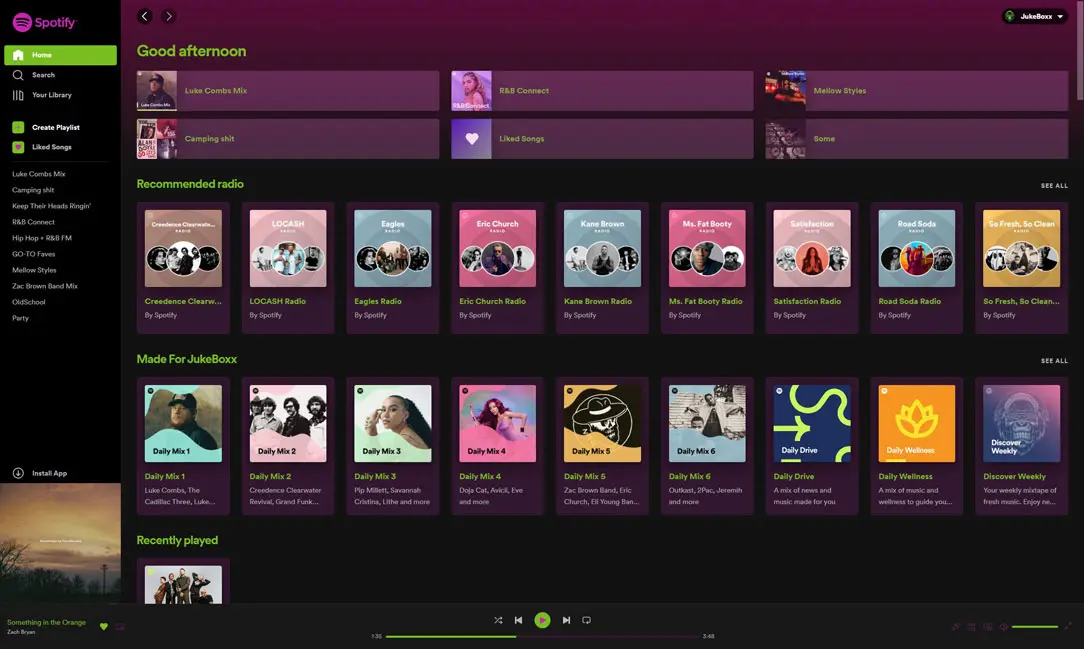 Spotify
Home
Search
Your Library
Create Playlist
Liked Songs
Luke Combs Mix
Camping shit
Keep Their Heads Ringin'
R&B Connect
Hip Hop + R&B FM
GO-TO Faves
Mellow Styles
Zac Brown Band Mix
OldSchool
Party
Install App
JukeBoxx
Good afternoon
Luke Combs Mix
Luke Combs Mix
R&B Connect
R&B Connect
Mellow Styles
Mellow Styles
Camping shit
Liked Songs
Some
Recommended radio
SEE ALL
Creedence Clearwate...
RADIO
LOCASH
RADIO
Eagles
RADIO
Eric Church
RADIO
Kane Brown
RADIO
Ms. Fat Booty
RADIO
Satisfaction
RADIO
Road Soda
RADIO
So Fresh, So Clean
RADIO
Creedence Clearw...
By Spotify
LOCASH Radio
By Spotify
Eagles Radio
By Spotify
Eric Church Radio
By Spotify
Kane Brown Radio
By Spotify
Ms. Fat Booty Radio
By Spotify
Satisfaction Radio
By Spotify
Road Soda Radio
By Spotify
So Fresh, So Clean...
By Spotify
Made For JukeBoxx
SEE ALL
Daily Mix 1
Daily Mix 2
Daily Mix 3
Daily Mix 4
Daily Mix 5
Daily Mix 6
Daily Drive
Daily Wellness
Discover
Weekly
Daily Mix 1
Luke Combs, The
Cadillac Three, Luke...
Daily Mix 2
Creedence Clearwater
Revival, Grand Funk...
Daily Mix 3
Pip Millett, Savannah
Cristina, Lithe and more
Daily Mix 4
Doja Cat, Avicii, Eve
and more
Daily Mix 5
Zac Brown Band, Eric
Church, Eli Young Ban...
Daily Mix 6
Outkast, 2Pac, Jeremih
and more
Daily Drive
A mix of news and
music made for you
Daily Wellness
A mix of music and
wellness to guide you...
Discover Weekly
Your weekly mixtape of
fresh music. Enjoy ne...
Recently played
Something in the Orange
Zach Bryan
1:35
3:48